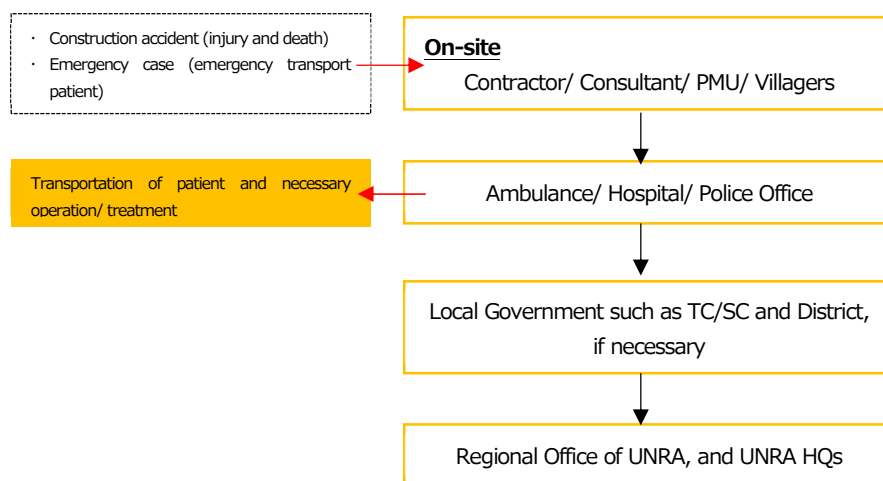 · Construction accident (injury and death)
· Emergency case (emergency transport
patient)
On-site
Contractor/ Consultant/ PMU/ Villagers
Transportation of patient and necessary
operation/ treatment
Ambulance/ Hospital/ Police Office
Local Government such as TC/SC and District,
if necessary
Regional Office of UNRA, and UNRA HQs